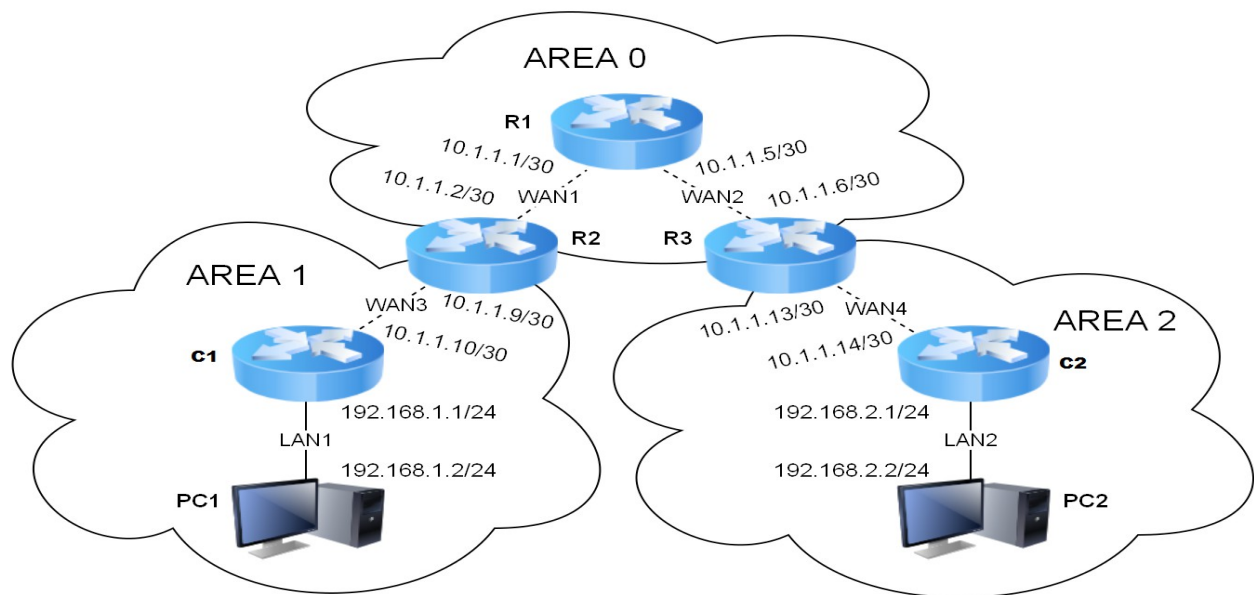 AREA 0
R1
10.1.1.1/30
10.1.1.5/30
10.1.1.2/30
10.1.1.6/30
WAN1
WAN2
R2
R3
AREA 1
WAN3
10.1.1.9/30
10.1.1.10/30
C1
192.168.1.1/24
LAN1
192.168.1.2/24
PC1
10.1.1.13/30
WAN4
AREA 2
10.1.1.14/30
C2
192.168.2.1/24
LAN2
192.168.2.2/24
PC2